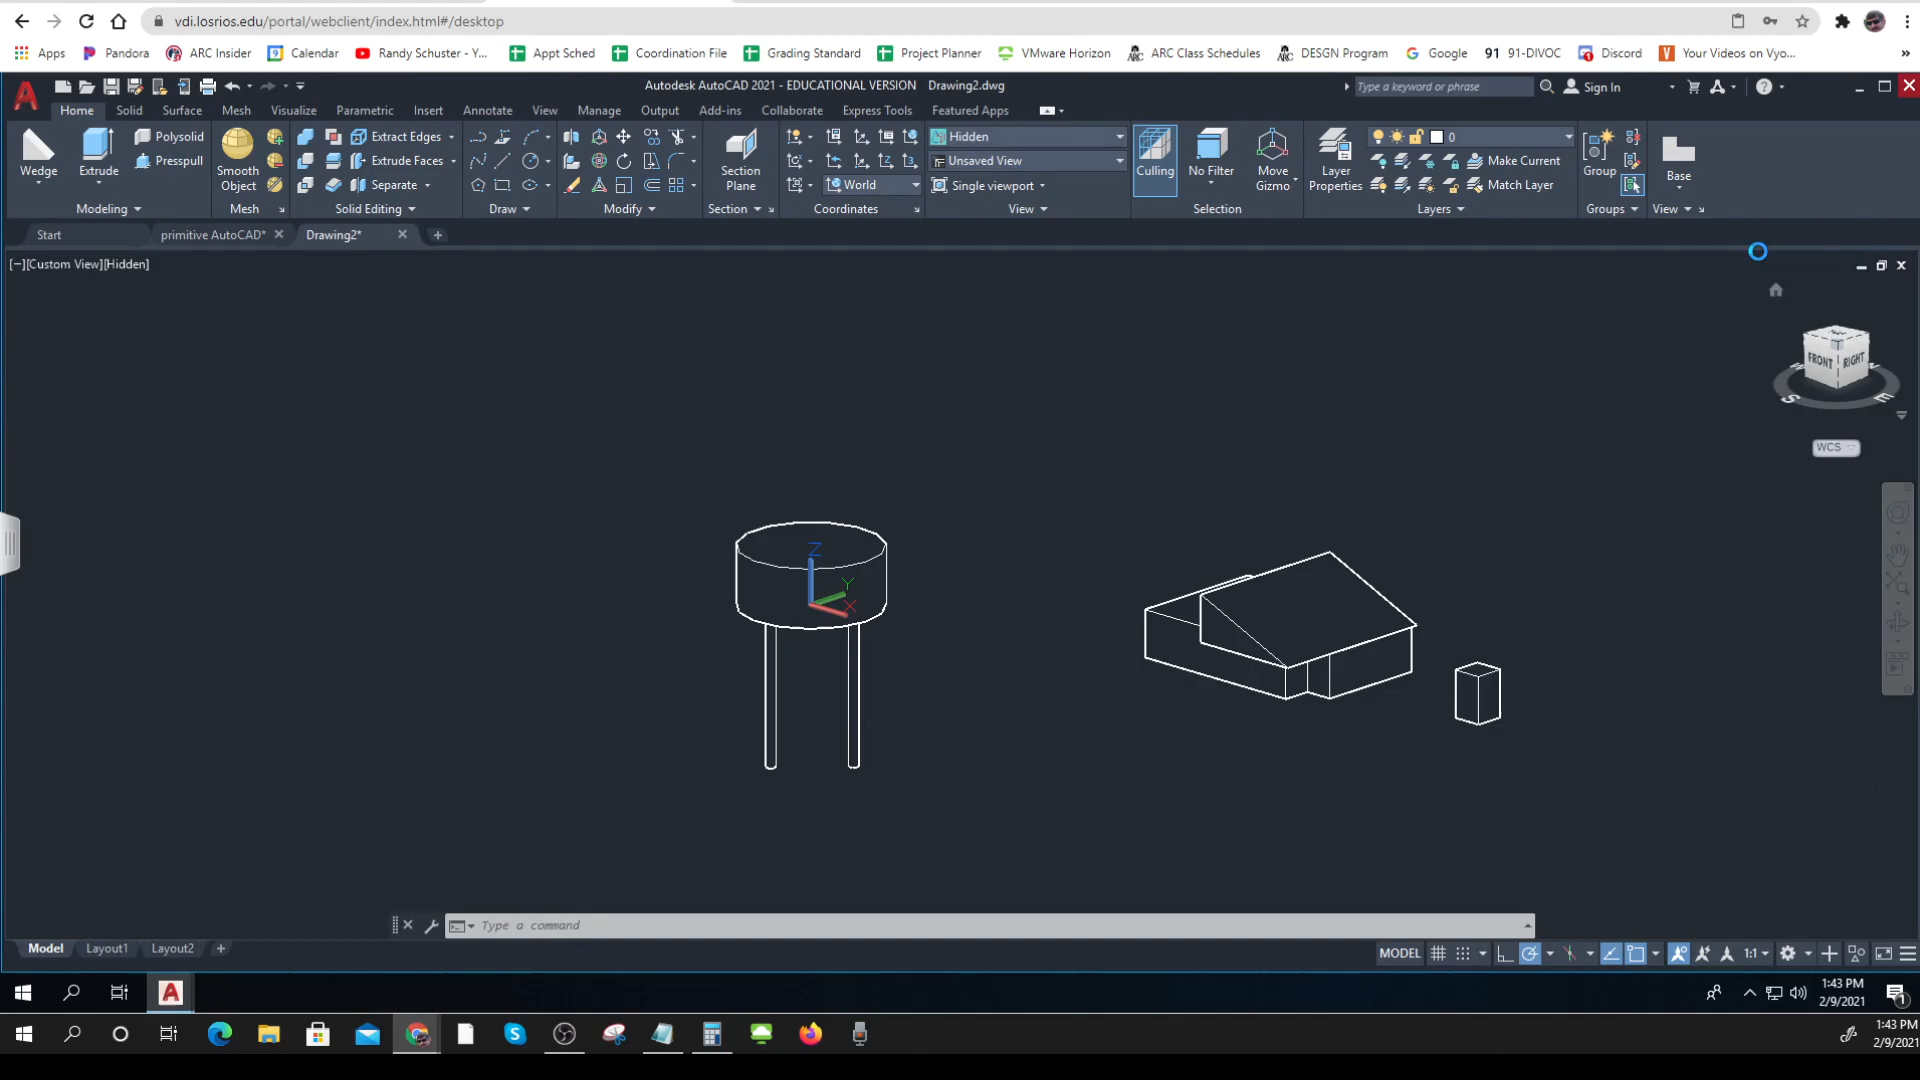 vdi.losrios.edu/portal/webclient/index.html#/desktop
Apps Pandora ARC Insider Calendar Randy Schuster - Y... Appt Sched Coordination File Grading Standard Project Planner VMware Horizon ARC Class Schedules DESGN Program Google 91 91-DIVOC Discord Your Videos on Vyo... »
Autodesk AutoCAD 2021 - EDUCATIONAL VERSION Drawing2.dwg Type a keyword or phrase Sign In
Home Solid Surface Mesh Visualize Parametric Insert Annotate View Manage Output Add-ins Collaborate Express Tools Featured Apps
Polysolid Extract Edges Hidden 0
Presspull Extrude Faces Unsaved View Make Current
Wedge Extrude Smooth Object Section Plane Culling No Filter Move Gizmo Layer Properties Group Base
Separate World Single viewport Match Layer
Modeling Mesh Solid Editing Draw Modify Section Coordinates View Selection Layers Groups View
Start primitive AutoCAD* Drawing2*
[−][Custom View][Hidden]
FRONT RIGHT
S E
WCS
Z
Y
X
Type a command
Model Layout1 Layout2 +
MODEL 1:1
1:43 PM
2/9/2021
1
1:43 PM
2/9/2021